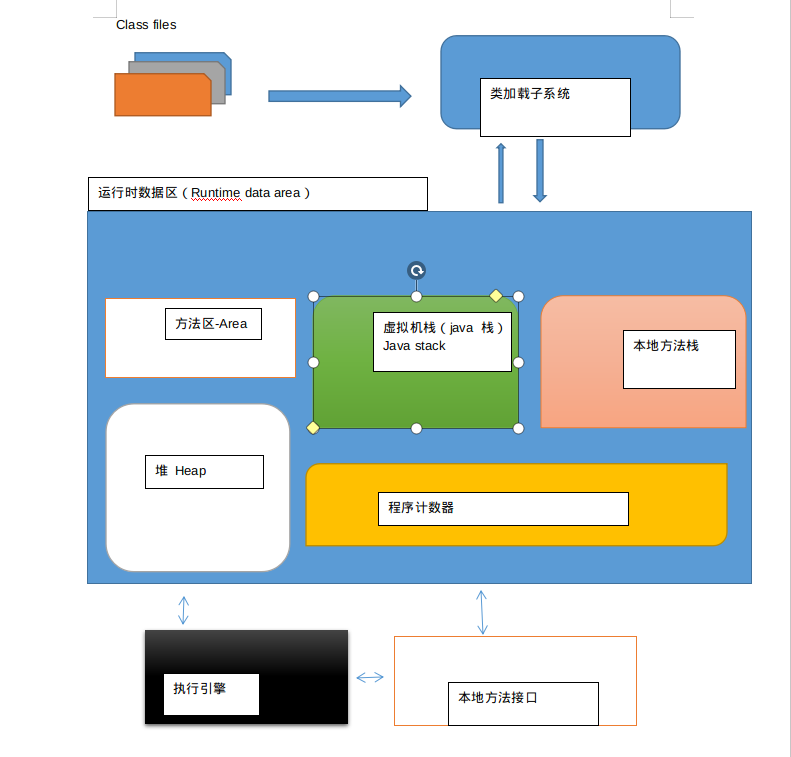 Class files
类加载子系统
运行时数据区（Runtime data area）
方法区-Area
虚拟机栈（java 栈）
Java stack
本地方法栈
堆 Heap
程序计数器
执行引擎
本地方法接口